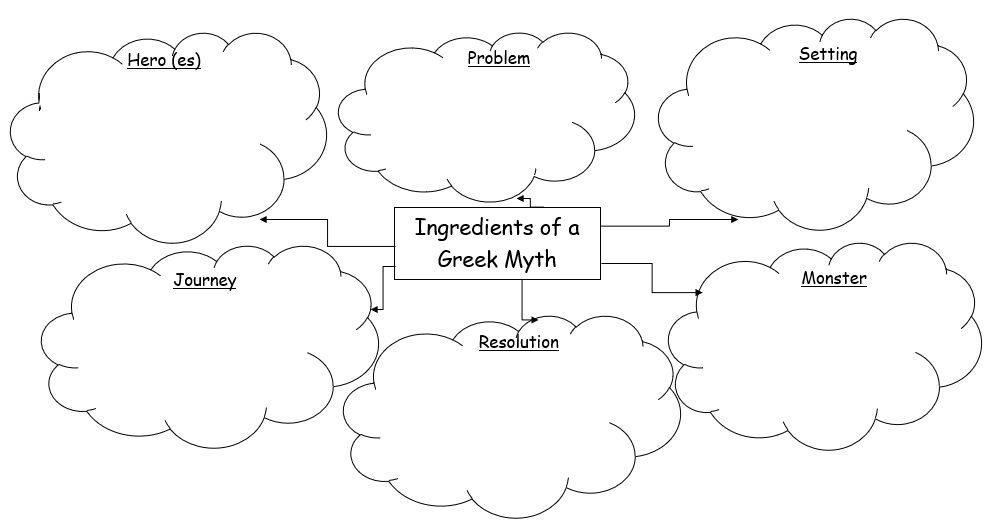 Hero (es)
Problem
Setting
Ingredients of a
Greek Myth
Journey
Monster
Resolution